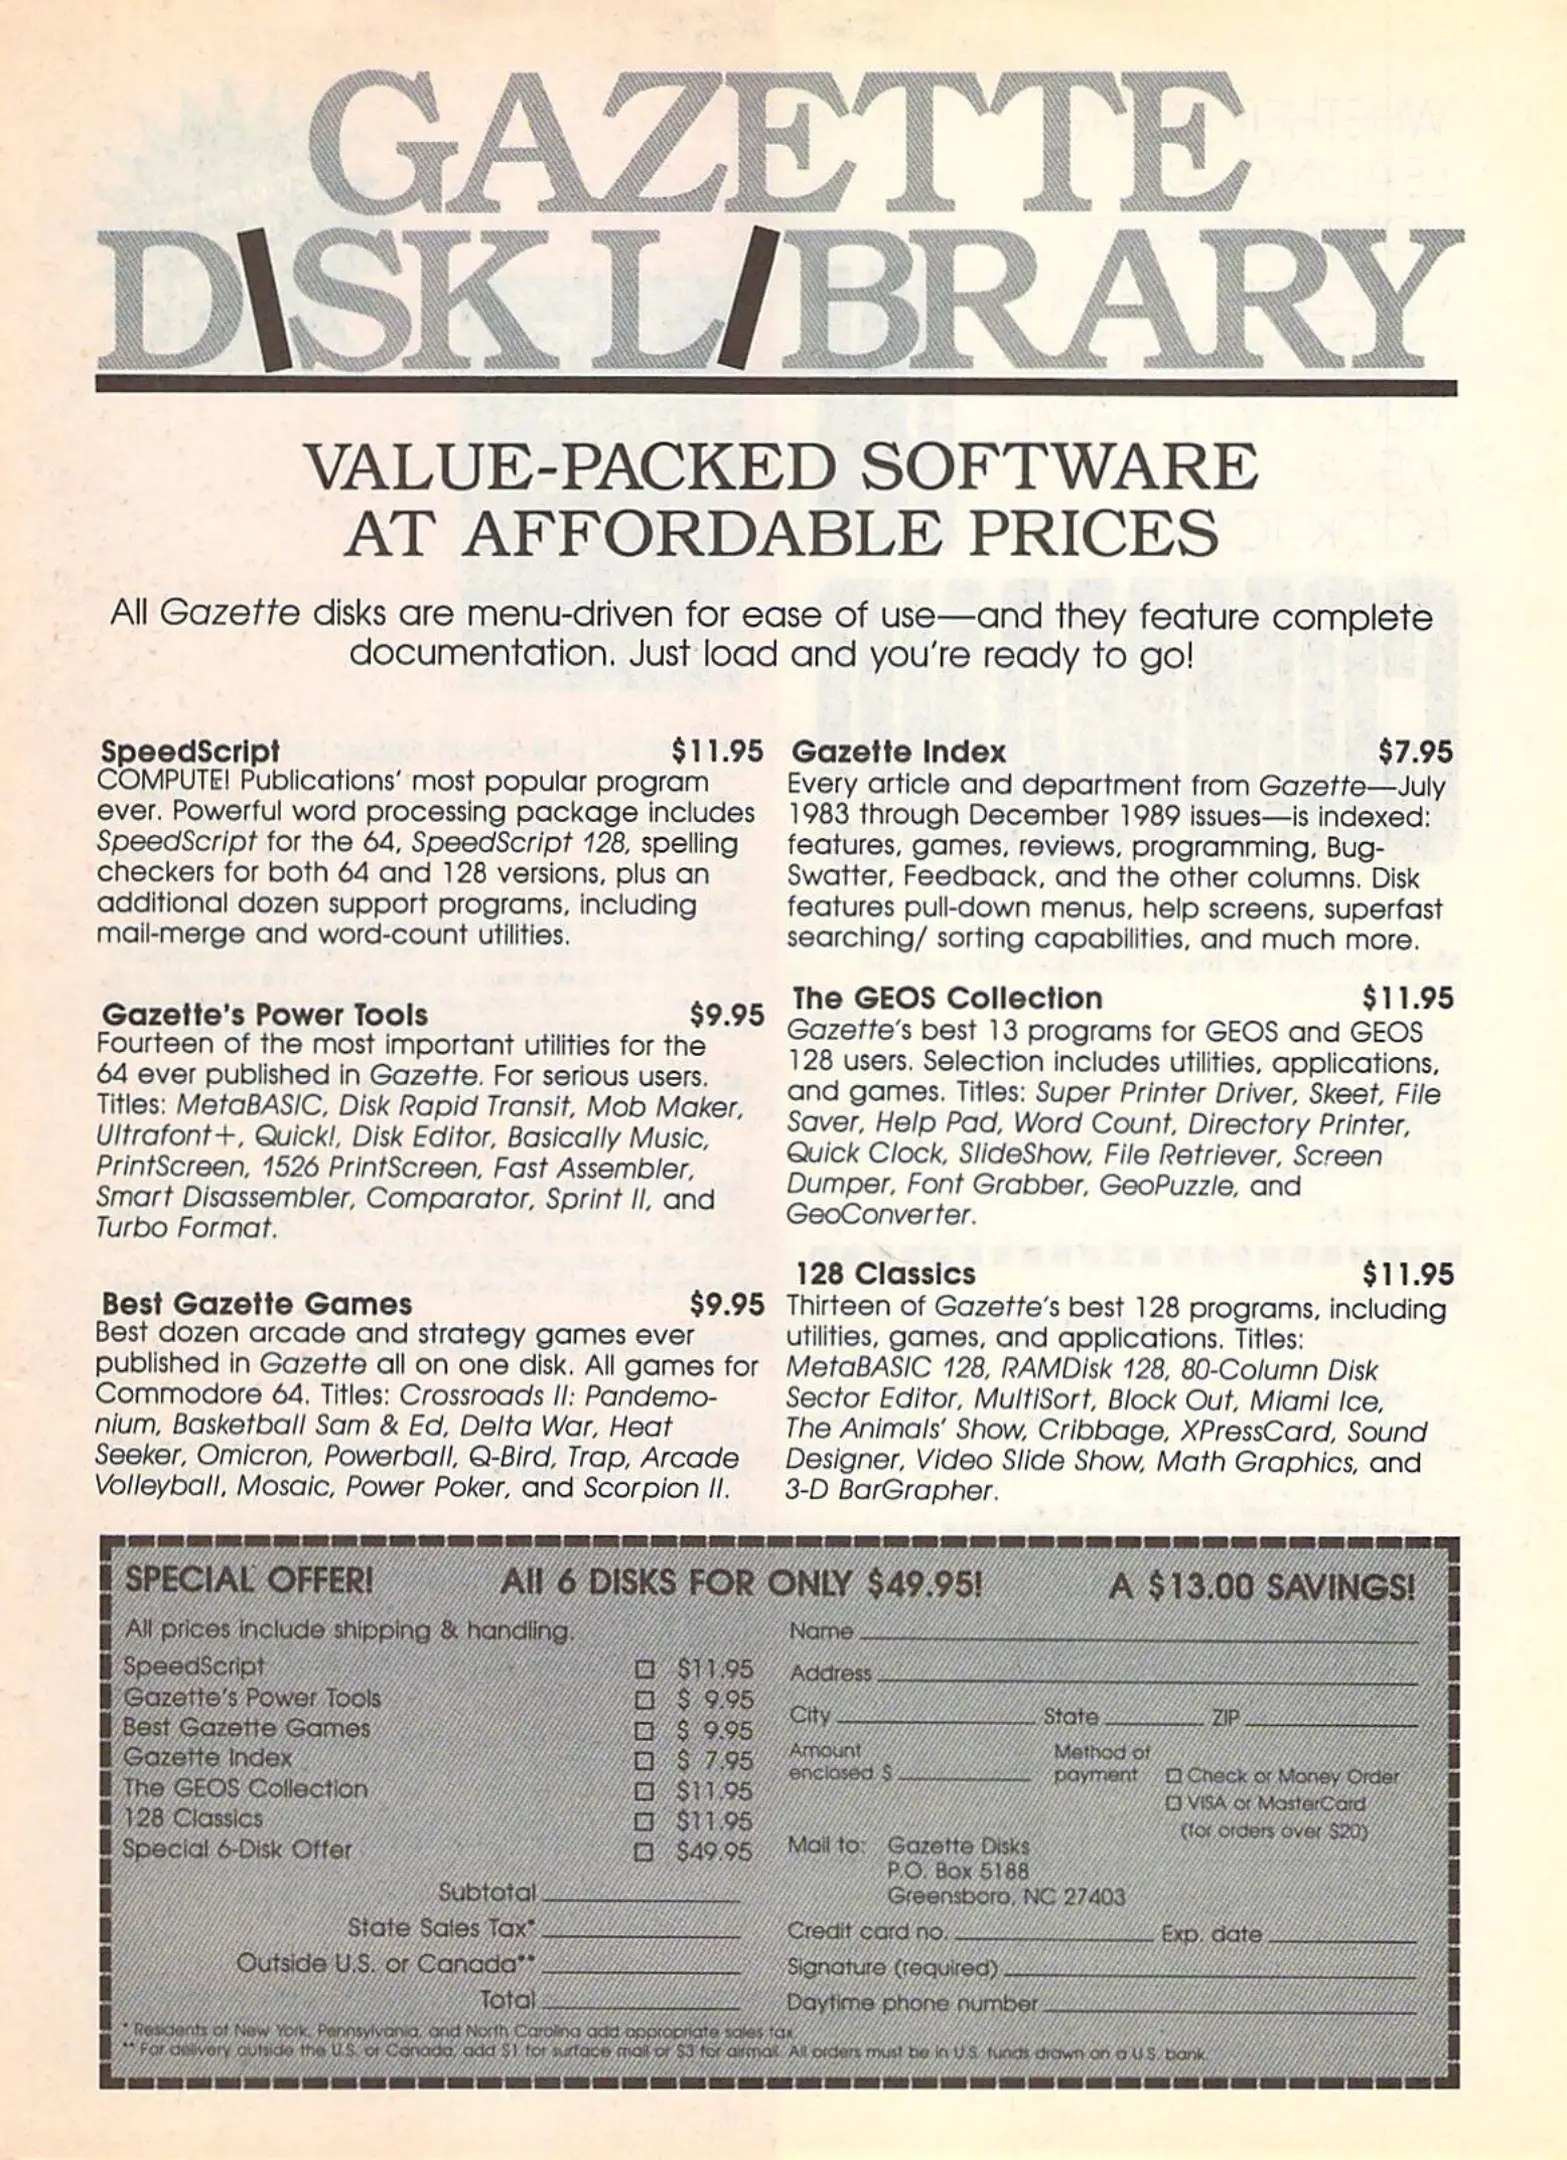 GAZETTE
DISK LIBRARY
VALUE-PACKED SOFTWARE
AT AFFORDABLE PRICES
All Gazette disks are menu-driven for ease of use—and they feature complete
documentation. Just load and you're ready to go!
SpeedScript $11.95
COMPUTE! Publications' most popular program
ever. Powerful word processing package includes
SpeedScript for the 64, SpeedScript 128, spelling
checkers for both 64 and 128 versions, plus an
additional dozen support programs, including
mail-merge and word-count utilities.
Gazette's Power Tools $9.95
Fourteen of the most important utilities for the
64 ever published in Gazette. For serious users.
Titles: MetaBASIC, Disk Rapid Transit, Mob Maker,
Ultrafont+, Quick!, Disk Editor, Basically Music,
PrintScreen, 1526 PrintScreen, Fast Assembler,
Smart Disassembler, Comparator, Sprint II, and
Turbo Format.
Best Gazette Games $9.95
Best dozen arcade and strategy games ever
published in Gazette all on one disk. All games for
Commodore 64. Titles: Crossroads II: Pandemo-
nium, Basketball Sam & Ed, Delta War, Heat
Seeker, Omicron, Powerball, Q-Bird, Trap, Arcade
Volleyball, Mosaic, Power Poker, and Scorpion II.
Gazette Index $7.95
Every article and department from Gazette—July
1983 through December 1989 issues—is indexed:
features, games, reviews, programming, Bug-
Swatter, Feedback, and the other columns. Disk
features pull-down menus, help screens, superfast
searching/ sorting capabilities, and much more.
The GEOS Collection $11.95
Gazette's best 13 programs for GEOS and GEOS
128 users. Selection includes utilities, applications,
and games. Titles: Super Printer Driver, Skeet, File
Saver, Help Pad, Word Count, Directory Printer,
Quick Clock, SlideShow, File Retriever, Screen
Dumper, Font Grabber, GeoPuzzle, and
GeoConverter.
128 Classics $11.95
Thirteen of Gazette's best 128 programs, including
utilities, games, and applications. Titles:
MetaBASIC 128, RAMDisk 128, 80-Column Disk
Sector Editor, MultiSort, Block Out, Miami Ice,
The Animals' Show, Cribbage, XPressCard, Sound
Designer, Video Slide Show, Math Graphics, and
3-D BarGrapher.
SPECIAL OFFER! All 6 DISKS FOR ONLY $49.95! A $13.00 SAVINGS!
All prices include shipping & handling.
SpeedScript □ $11.95
Gazette's Power Tools □ $ 9.95
Best Gazette Games □ $ 9.95
Gazette Index □ $ 7.95
The GEOS Collection □ $11.95
128 Classics □ $11.95
Special 6-Disk Offer □ $49.95
Subtotal
State Sales Tax*
Outside U.S. or Canada**
Total
Name
Address
City State ZIP
Amount
enclosed $
Method of
payment □ Check or Money Order
□ VISA or MasterCard
(for orders over $20)
Mail to: Gazette Disks
P.O. Box 5188
Greensboro, NC 27403
Credit card no. Exp. date
Signature (required)
Daytime phone number
* Residents of New York, Pennsylvania, and North Carolina add appropriate sales tax
** For delivery outside the U.S. or Canada, add $1 for surface mail or $3 for airmail. All orders must be in U.S. funds drawn on a U.S. bank.